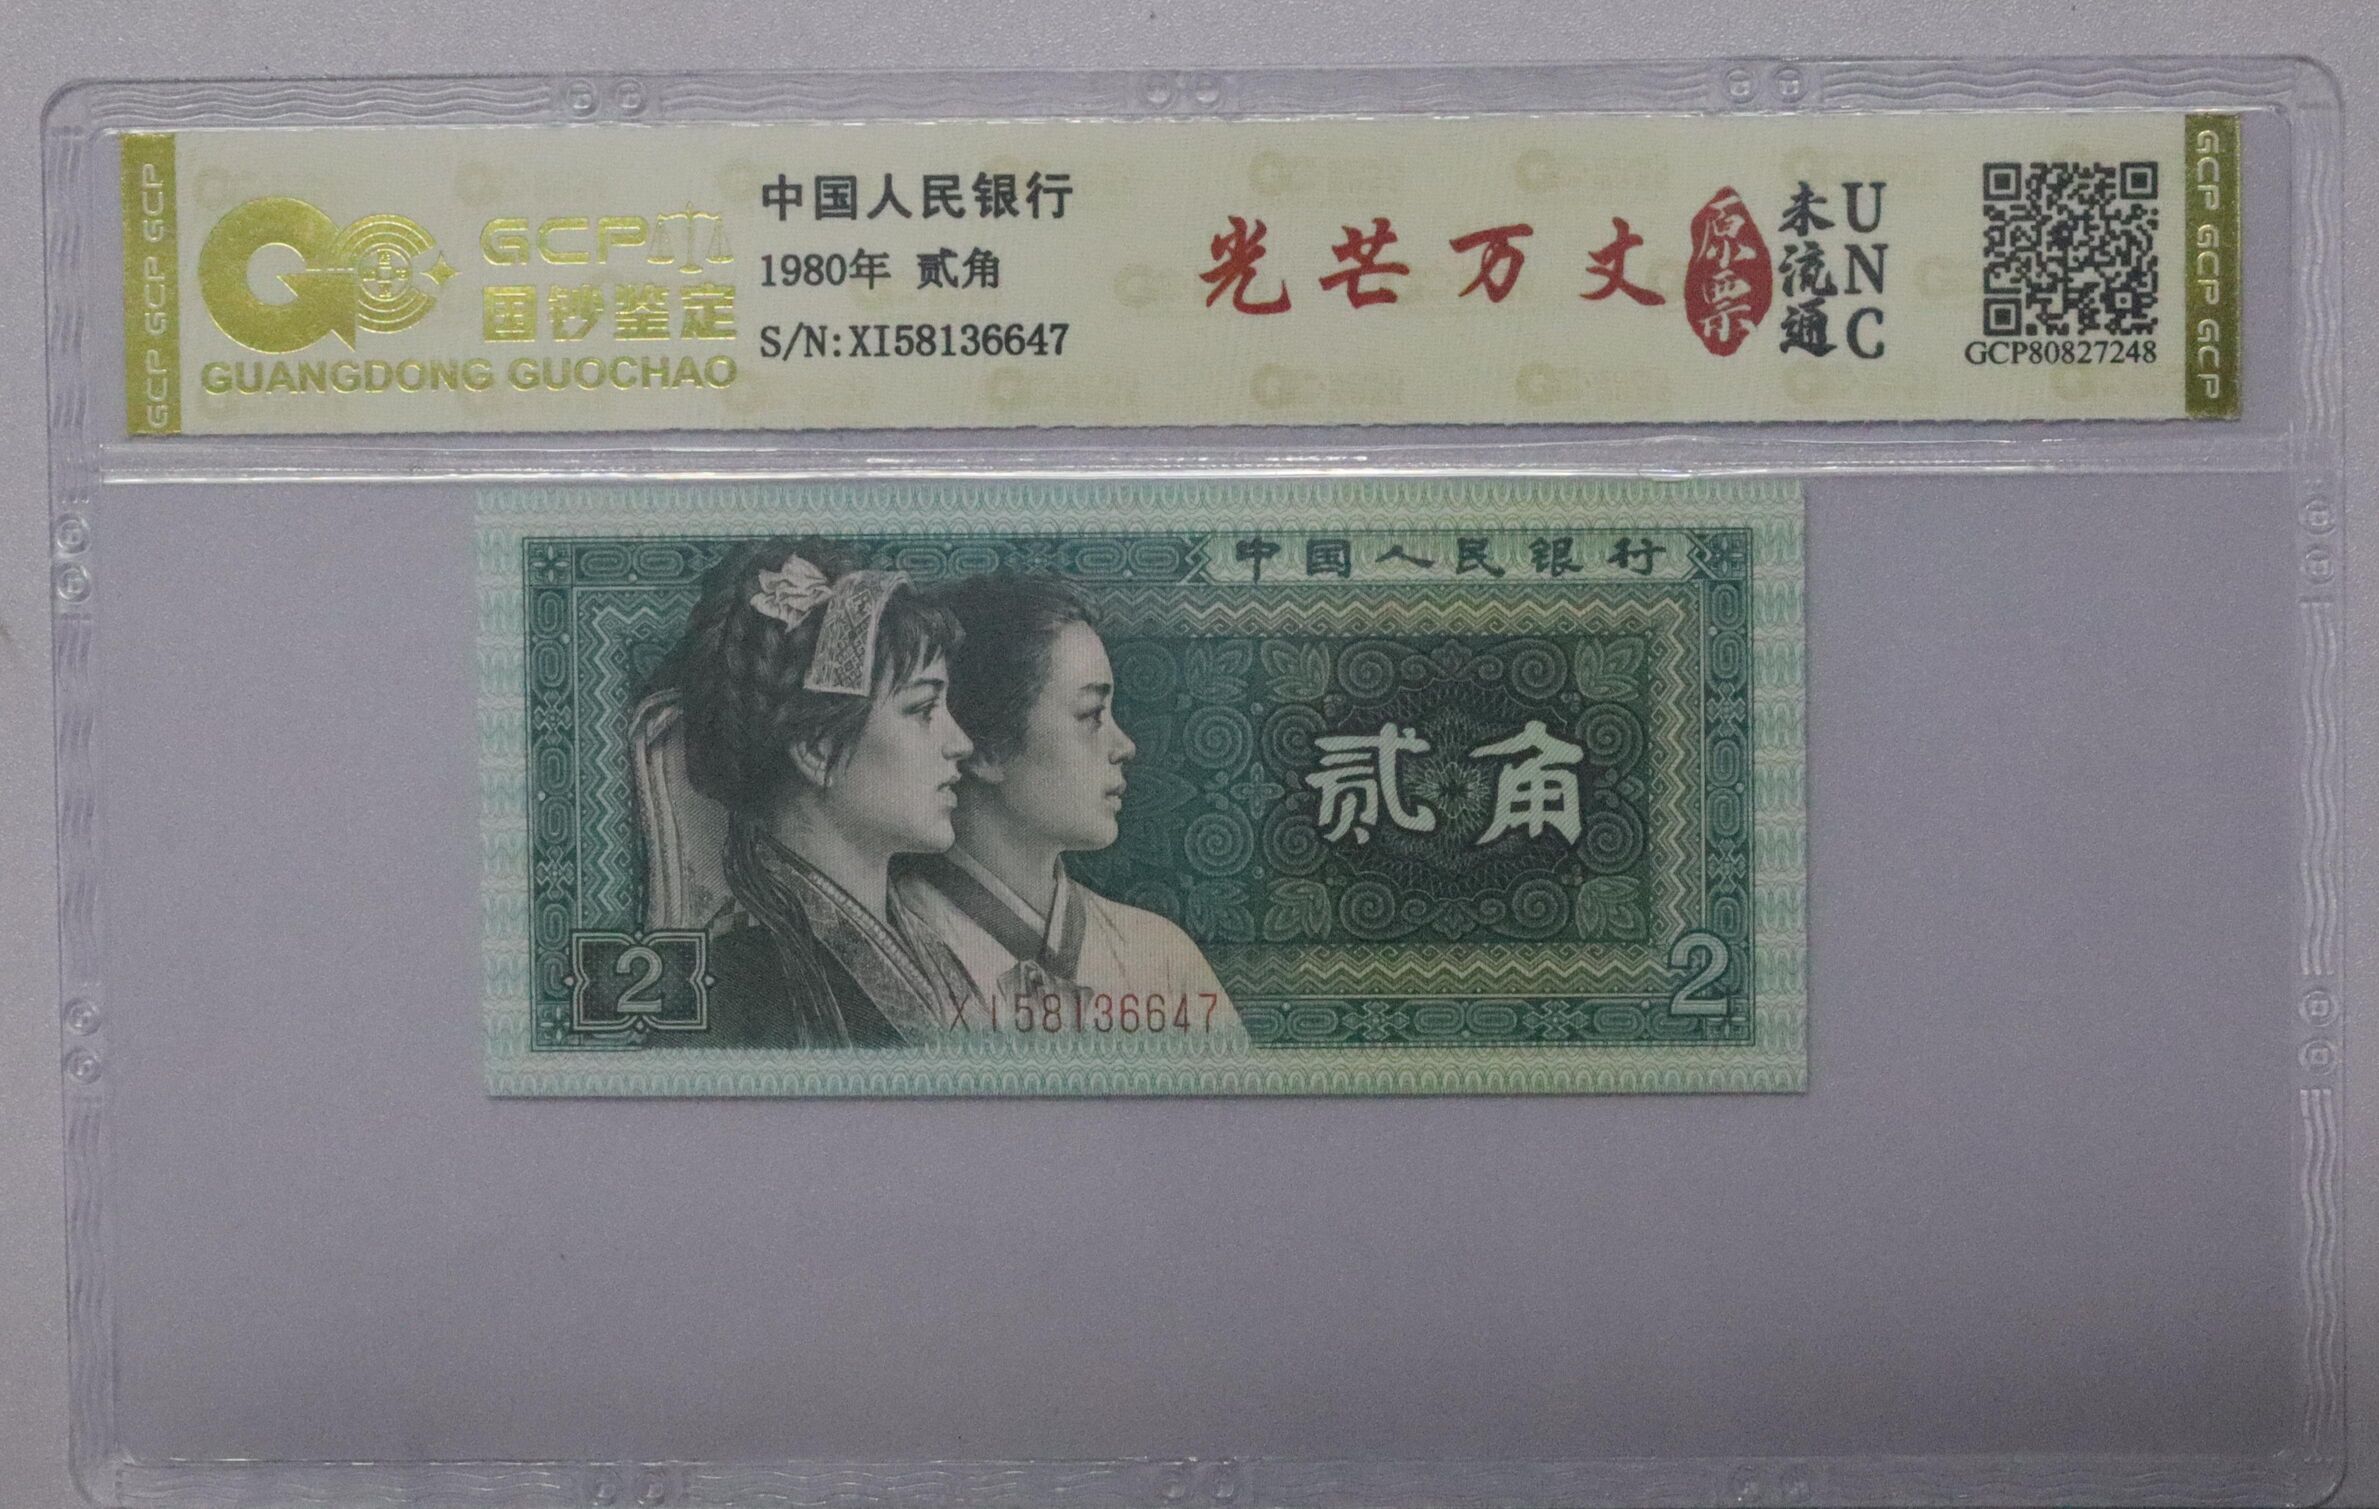 GCP GCP GCP
GCP
国钞鉴定
GUANGDONG GUOCHAO
中国人民银行
1980年 贰角
S/N:XI58136647
光芒万丈
原票
未流通
UNC
GCP80827248
GCP GCP GCP
中国人民银行
贰角
2
2
XI58136647